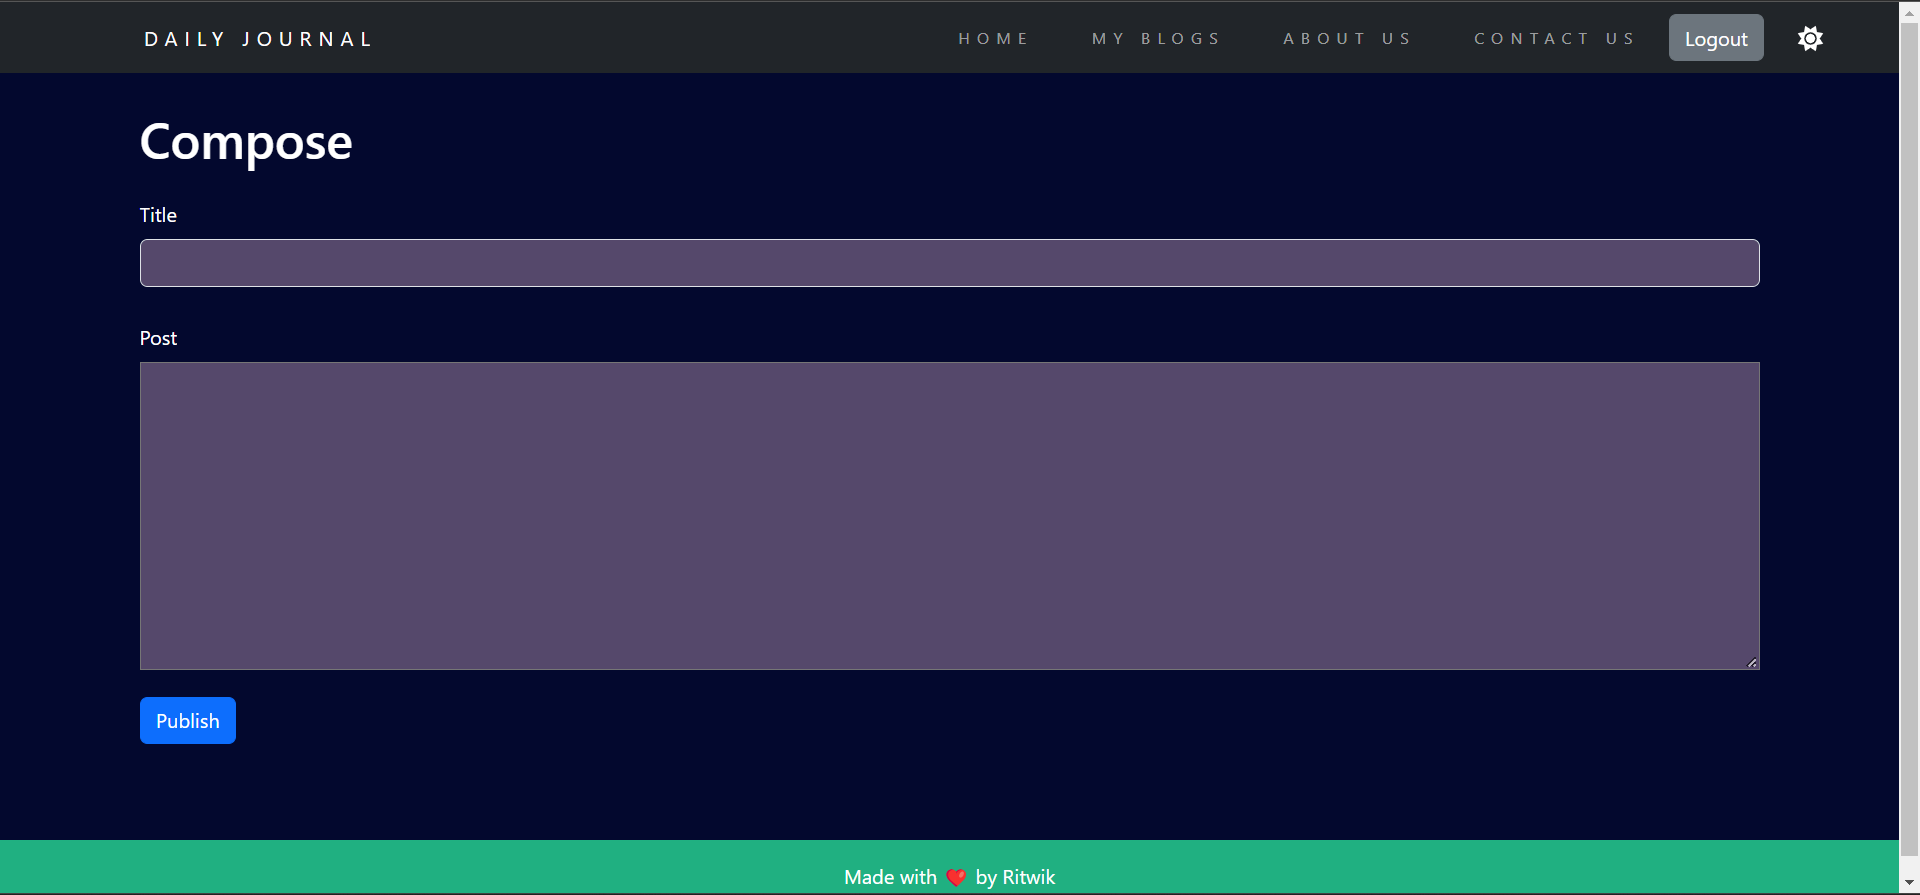 DAILY JOURNAL HOME MY BLOGS ABOUT US CONTACT US Logout
Compose
Title
Post
Publish
Made with ❤️ by Ritwik